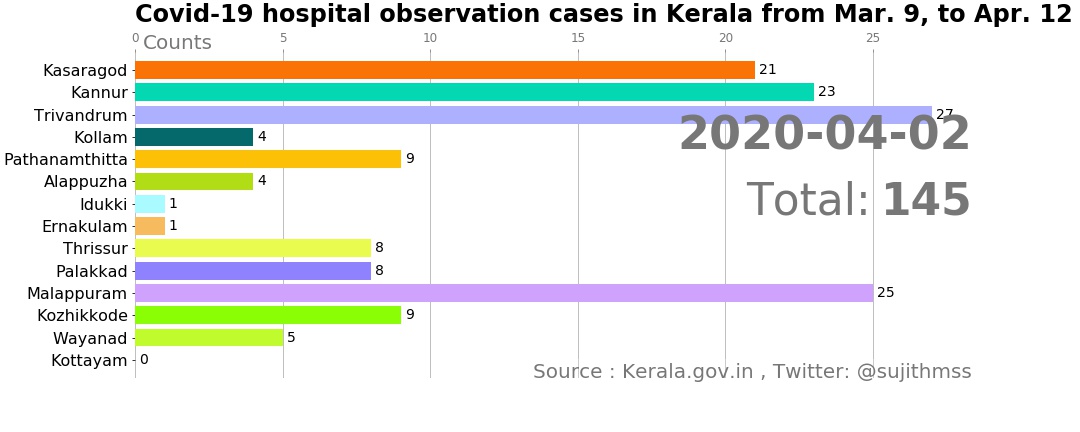 Covid-19 hospital observation cases in Kerala from Mar. 9, to Apr. 12
0 5 10 15 20 25
Counts
Kasaragod 21
Kannur 23
Trivandrum 27
2020-04-02
Kollam 4
Pathanamthitta 9
Alappuzha 4
Total: 145
Idukki 1
Ernakulam 1
Thrissur 8
Palakkad 8
Malappuram 25
Kozhikkode 9
Wayanad 5
Kottayam 0
Source : Kerala.gov.in , Twitter: @sujithmss